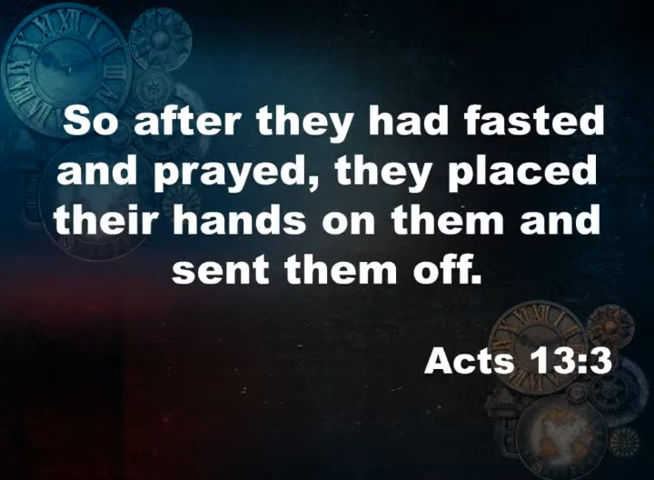 So after they had fasted
and prayed, they placed
their hands on them and
sent them off.
Acts 13:3